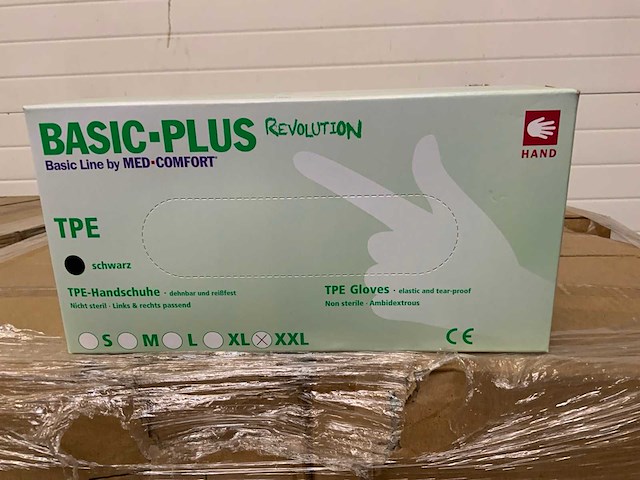 BASIC-PLUS REVOLUTION
Basic Line by MED•COMFORT
HAND
TPE
schwarz
TPE-Handschuhe · dehnbar und reißfest
Nicht steril · Links & rechts passend
TPE Gloves · elastic and tear-proof
Non sterile · Ambidextrous
S M L XL XXL
CE